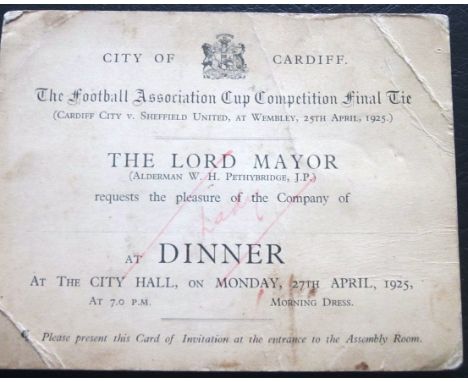 CITY OF CARDIFF.
The Football Association Cup Competition Final Tie
(Cardiff City v. Sheffield United, at Wembley, 25th April, 1925.)
THE LORD MAYOR
(Alderman W. H. Pethybridge, J.P.)
requests the pleasure of the Company of
Lady
AT DINNER
At The CITY HALL, on MONDAY, 27th APRIL, 1925,
At 7.0 p.m. Morning Dress.
Please present this Card of Invitation at the entrance to the Assembly Room.